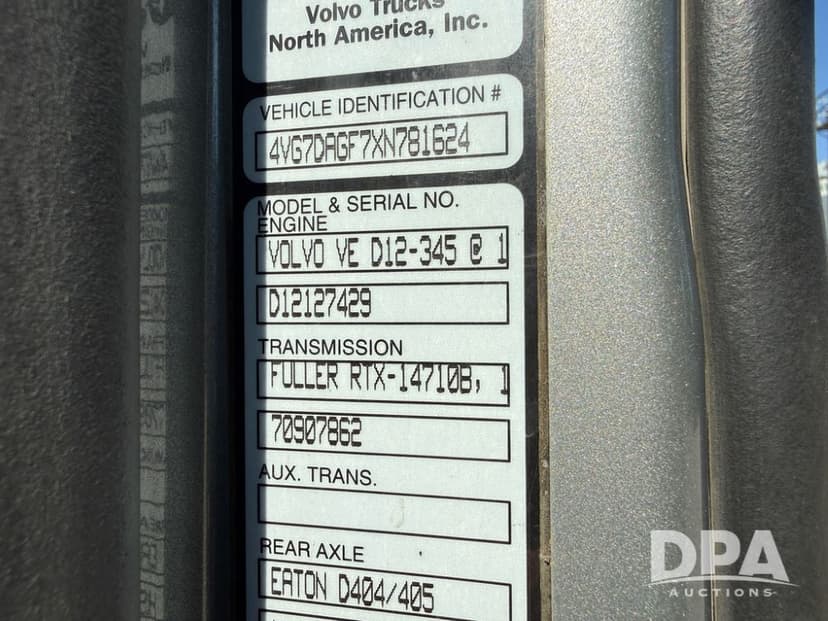 Volvo Trucks
North America, Inc.
VEHICLE IDENTIFICATION #
4VG7DAGF7XN781624
MODEL & SERIAL NO.
ENGINE
VOLVO VE D12-345 @ 1
D12127429
TRANSMISSION
FULLER RTX-14710B, 1
70907862
AUX. TRANS.
REAR AXLE
EATON D404/405
DPA
AUCTIONS